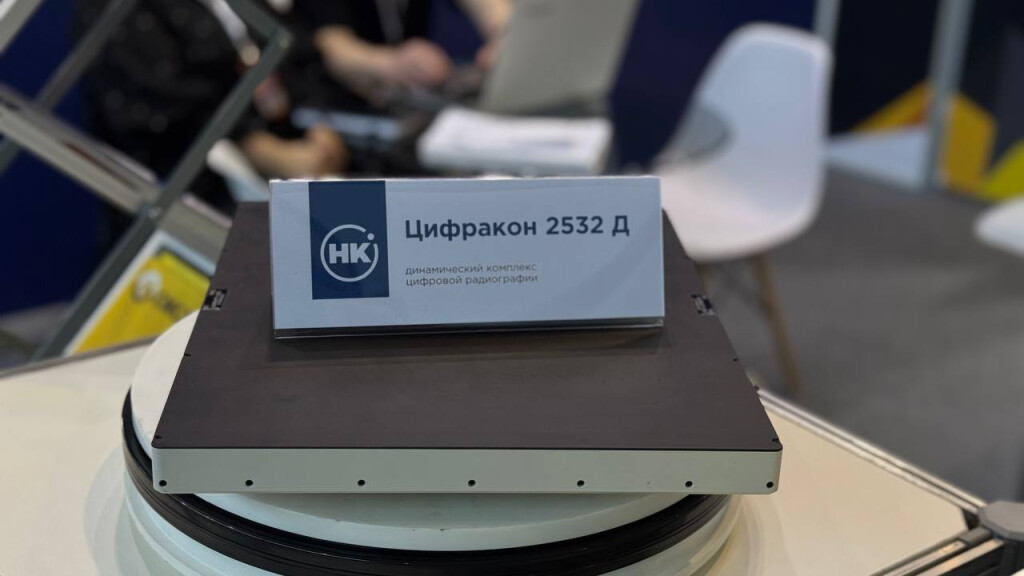 НК
Цифракон 2532 Д
динамический комплекс
цифровой радиографии